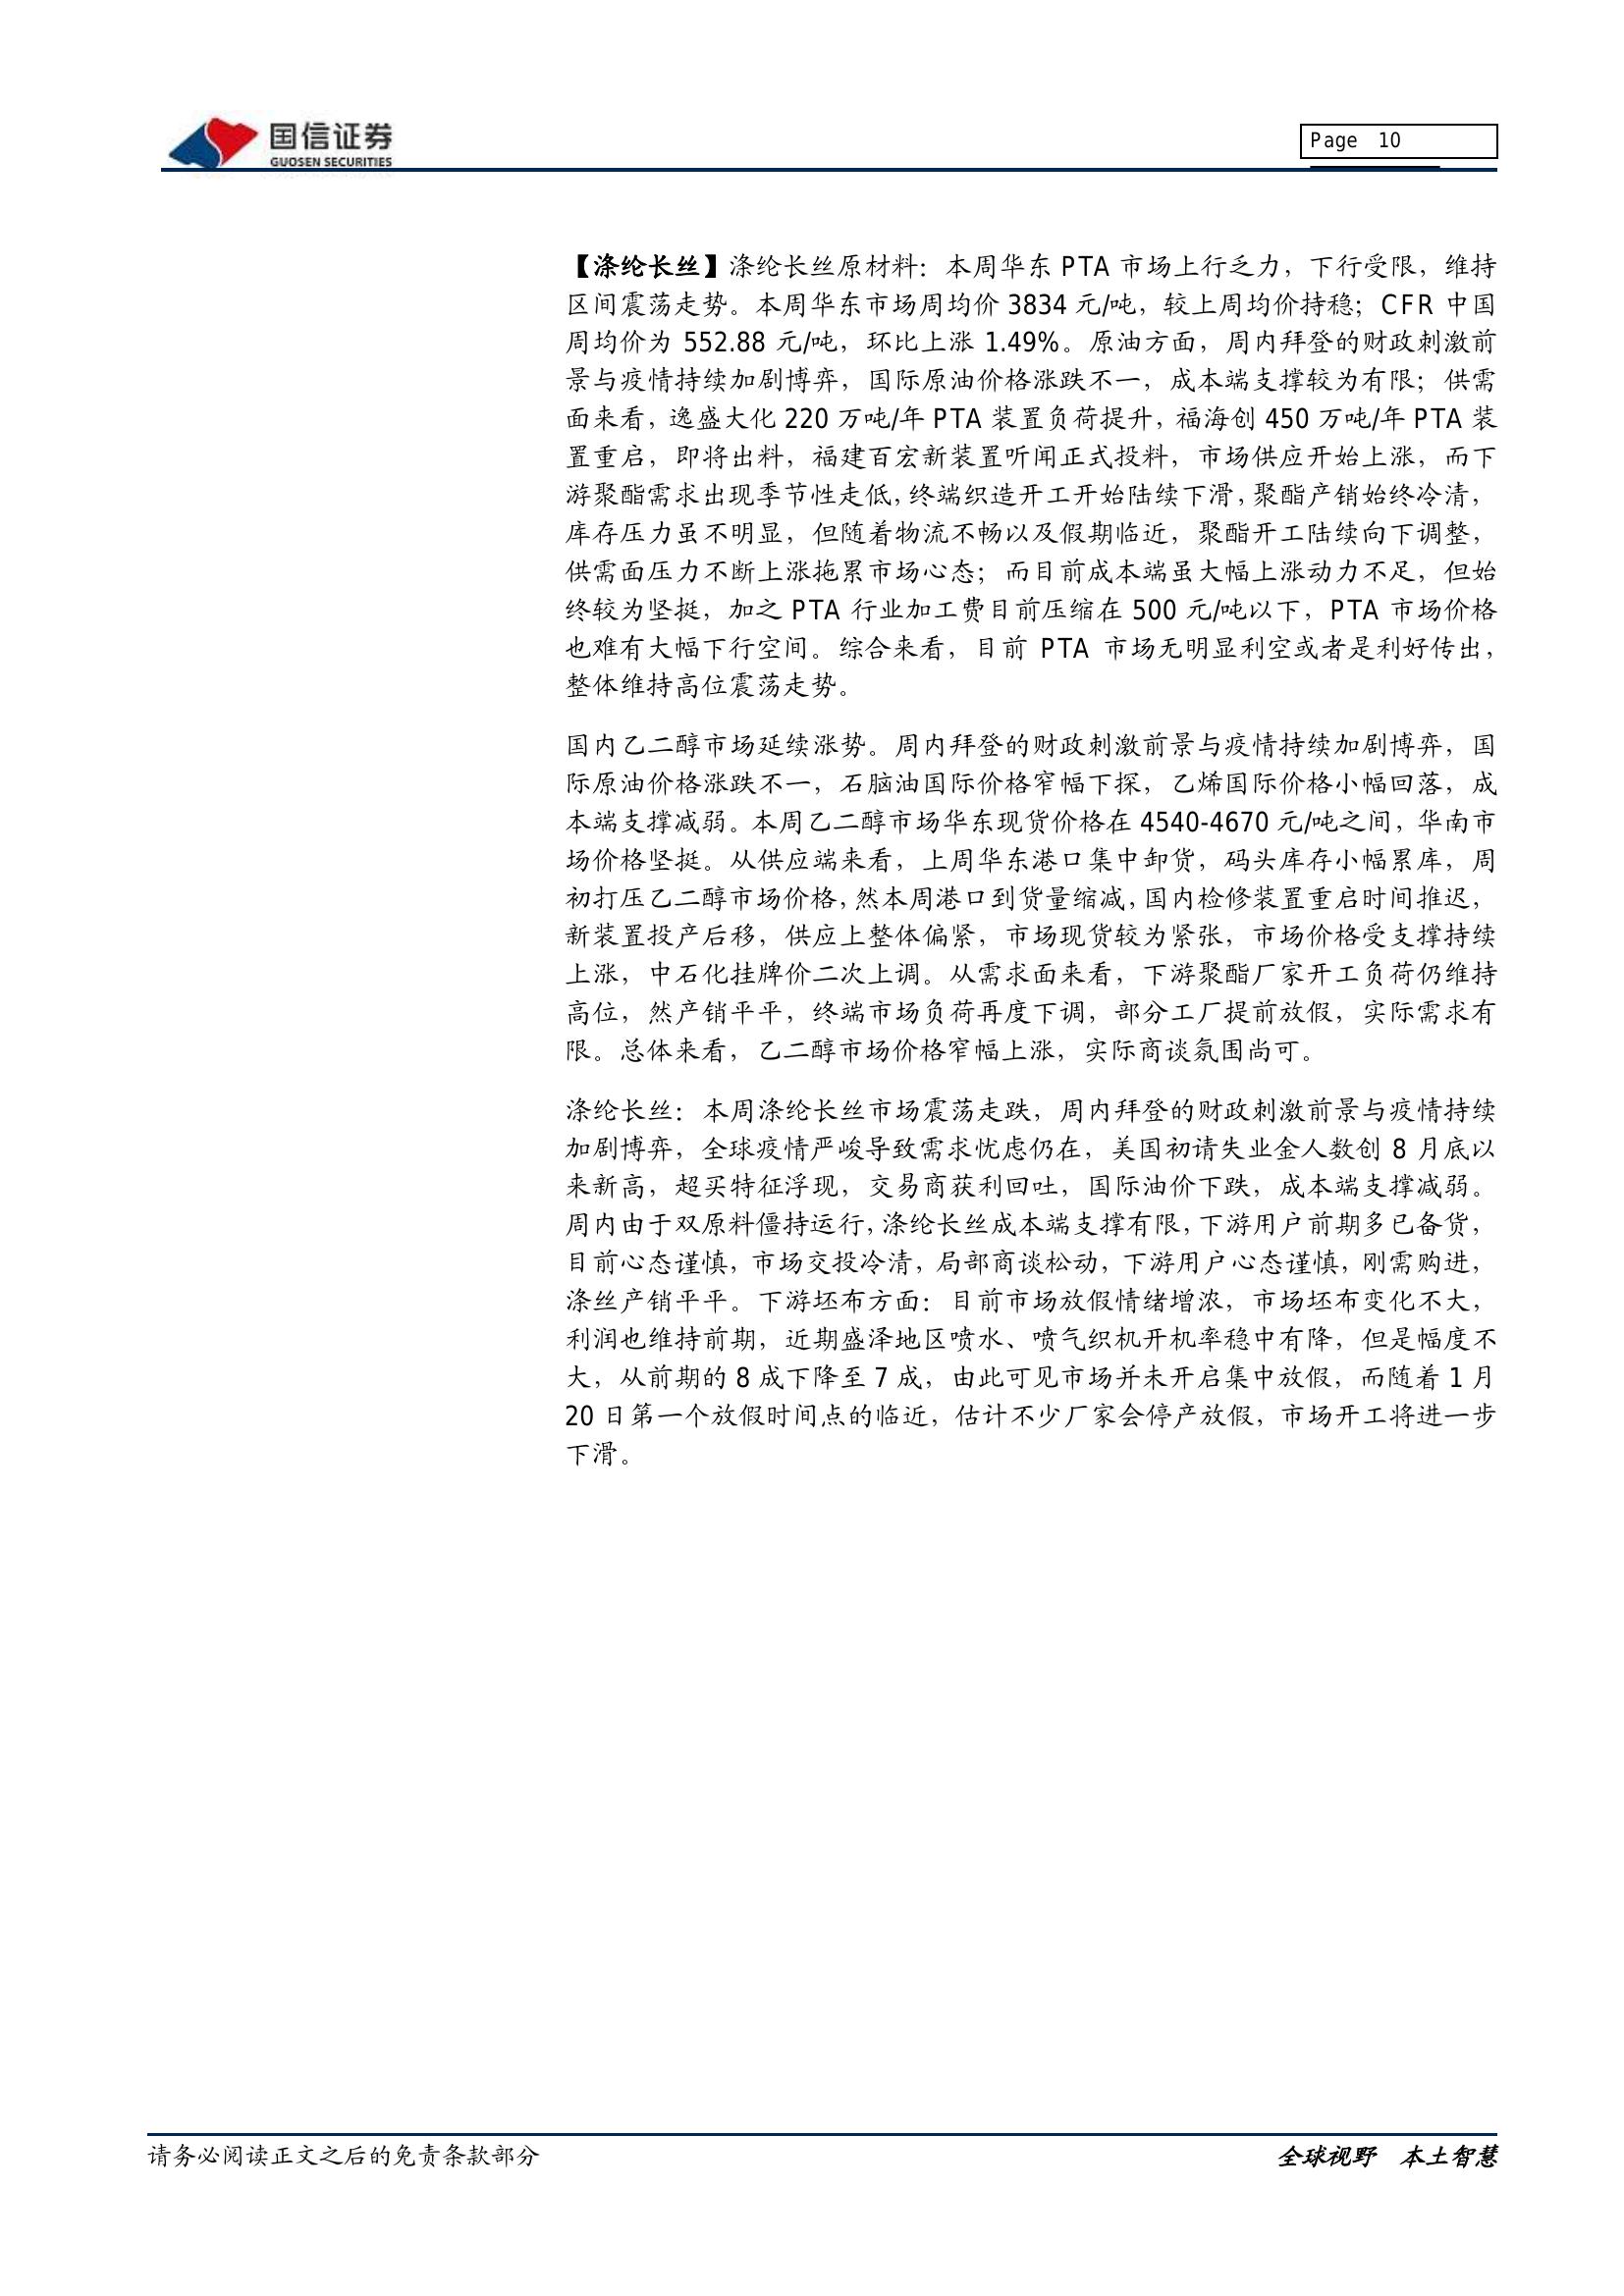 国信证券
GUOSEN SECURITIES
Page 10
【涤纶长丝】涤纶长丝原材料：本周华东 PTA 市场上行乏力，下行受限，维持
区间震荡走势。本周华东市场周均价 3834 元/吨，较上周均价持稳；CFR 中国
周均价为 552.88 元/吨，环比上涨 1.49%。原油方面，周内拜登的财政刺激前
景与疫情持续加剧博弈，国际原油价格涨跌不一，成本端支撑较为有限；供需
面来看，逸盛大化 220 万吨/年 PTA 装置负荷提升，福海创 450 万吨/年 PTA 装
置重启，即将出料，福建百宏新装置听闻正式投料，市场供应开始上涨，而下
游聚酯需求出现季节性走低，终端织造开工开始陆续下滑，聚酯产销始终冷清，
库存压力虽不明显，但随着物流不畅以及假期临近，聚酯开工陆续向下调整，
供需面压力不断上涨拖累市场心态；而目前成本端虽大幅上涨动力不足，但始
终较为坚挺，加之 PTA 行业加工费目前压缩在 500 元/吨以下，PTA 市场价格
也难有大幅下行空间。综合来看，目前 PTA 市场无明显利空或者是利好传出，
整体维持高位震荡走势。
国内乙二醇市场延续涨势。周内拜登的财政刺激前景与疫情持续加剧博弈，国
际原油价格涨跌不一，石脑油国际价格窄幅下探，乙烯国际价格小幅回落，成
本端支撑减弱。本周乙二醇市场华东现货价格在 4540-4670 元/吨之间，华南市
场价格坚挺。从供应端来看，上周华东港口集中卸货，码头库存小幅累库，周
初打压乙二醇市场价格，然本周港口到货量缩减，国内检修装置重启时间推迟，
新装置投产后移，供应上整体偏紧，市场现货较为紧张，市场价格受支撑持续
上涨，中石化挂牌价二次上调。从需求面来看，下游聚酯厂家开工负荷仍维持
高位，然产销平平，终端市场负荷再度下调，部分工厂提前放假，实际需求有
限。总体来看，乙二醇市场价格窄幅上涨，实际商谈氛围尚可。
涤纶长丝：本周涤纶长丝市场震荡走跌，周内拜登的财政刺激前景与疫情持续
加剧博弈，全球疫情严峻导致需求忧虑仍在，美国初请失业金人数创 8 月底以
来新高，超买特征浮现，交易商获利回吐，国际油价下跌，成本端支撑减弱。
周内由于双原料僵持运行，涤纶长丝成本端支撑有限，下游用户前期多已备货，
目前心态谨慎，市场交投冷清，局部商谈松动，下游用户心态谨慎，刚需购进，
涤丝产销平平。下游坯布方面：目前市场放假情绪增浓，市场坯布变化不大，
利润也维持前期，近期盛泽地区喷水、喷气织机开机率稳中有降，但是幅度不
大，从前期的 8 成下降至 7 成，由此可见市场并未开启集中放假，而随着 1 月
20 日第一个放假时间点的临近，估计不少厂家会停产放假，市场开工将进一步
下滑。
请务必阅读正文之后的免责条款部分
全球视野 本土智慧